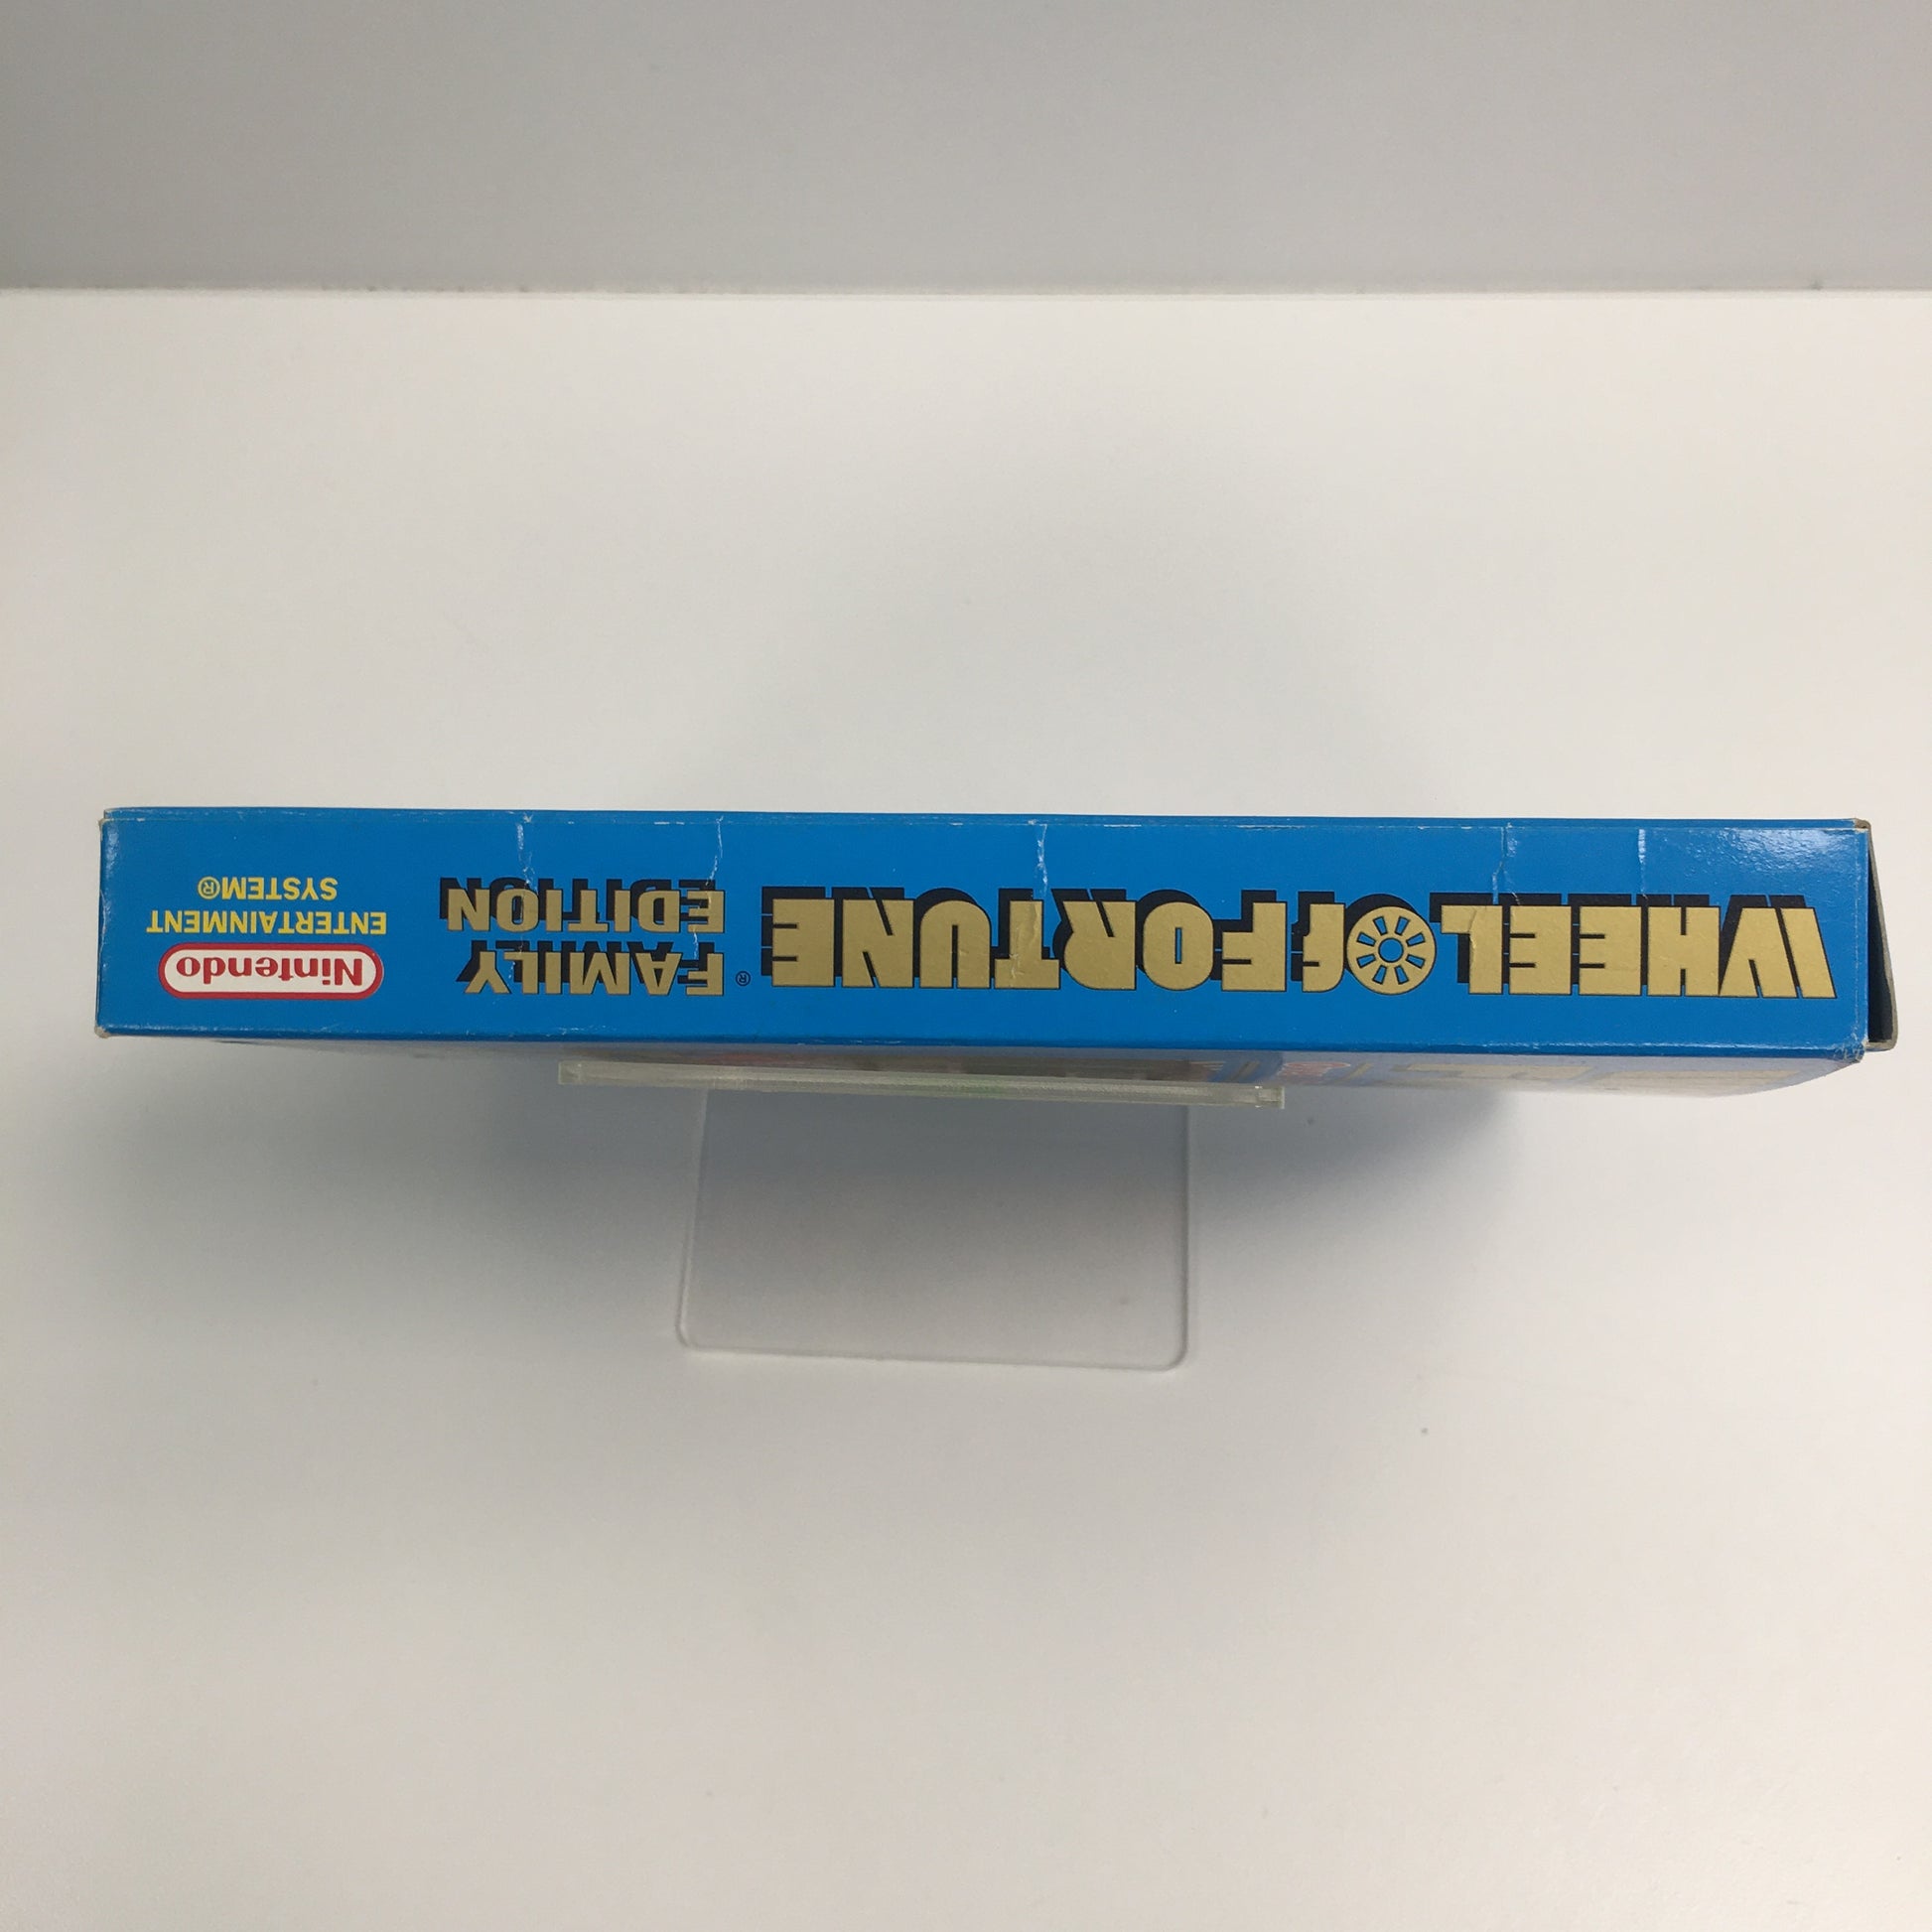 WHEEL OF FORTUNE®
FAMILY
EDITION
Nintendo
ENTERTAINMENT
SYSTEM®